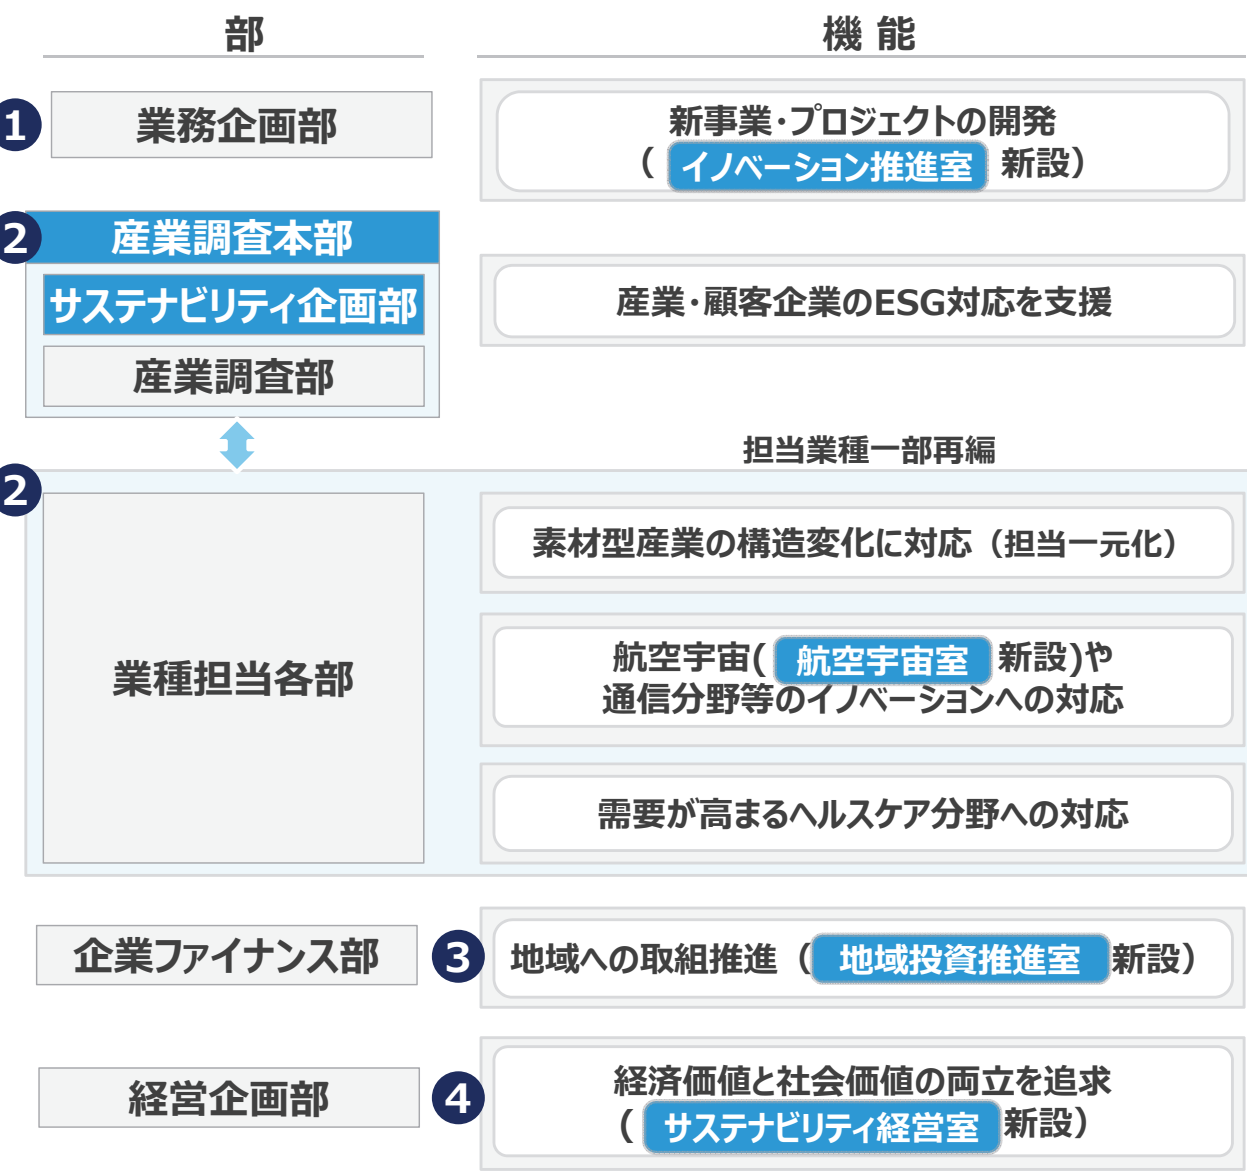 部
機 能
1
業務企画部
新事業・プロジェクトの開発
( イノベーション推進室 新設)
2
産業調査本部
サステナビリティ企画部
産業・顧客企業のESG対応を支援
産業調査部
担当業種一部再編
2
業種担当各部
素材型産業の構造変化に対応（担当一元化）
航空宇宙( 航空宇宙室 新設)や
通信分野等のイノベーションへの対応
需要が高まるヘルスケア分野への対応
企業ファイナンス部
3
地域への取組推進（ 地域投資推進室 新設）
経営企画部
4
経済価値と社会価値の両立を追求
( サステナビリティ経営室 新設)